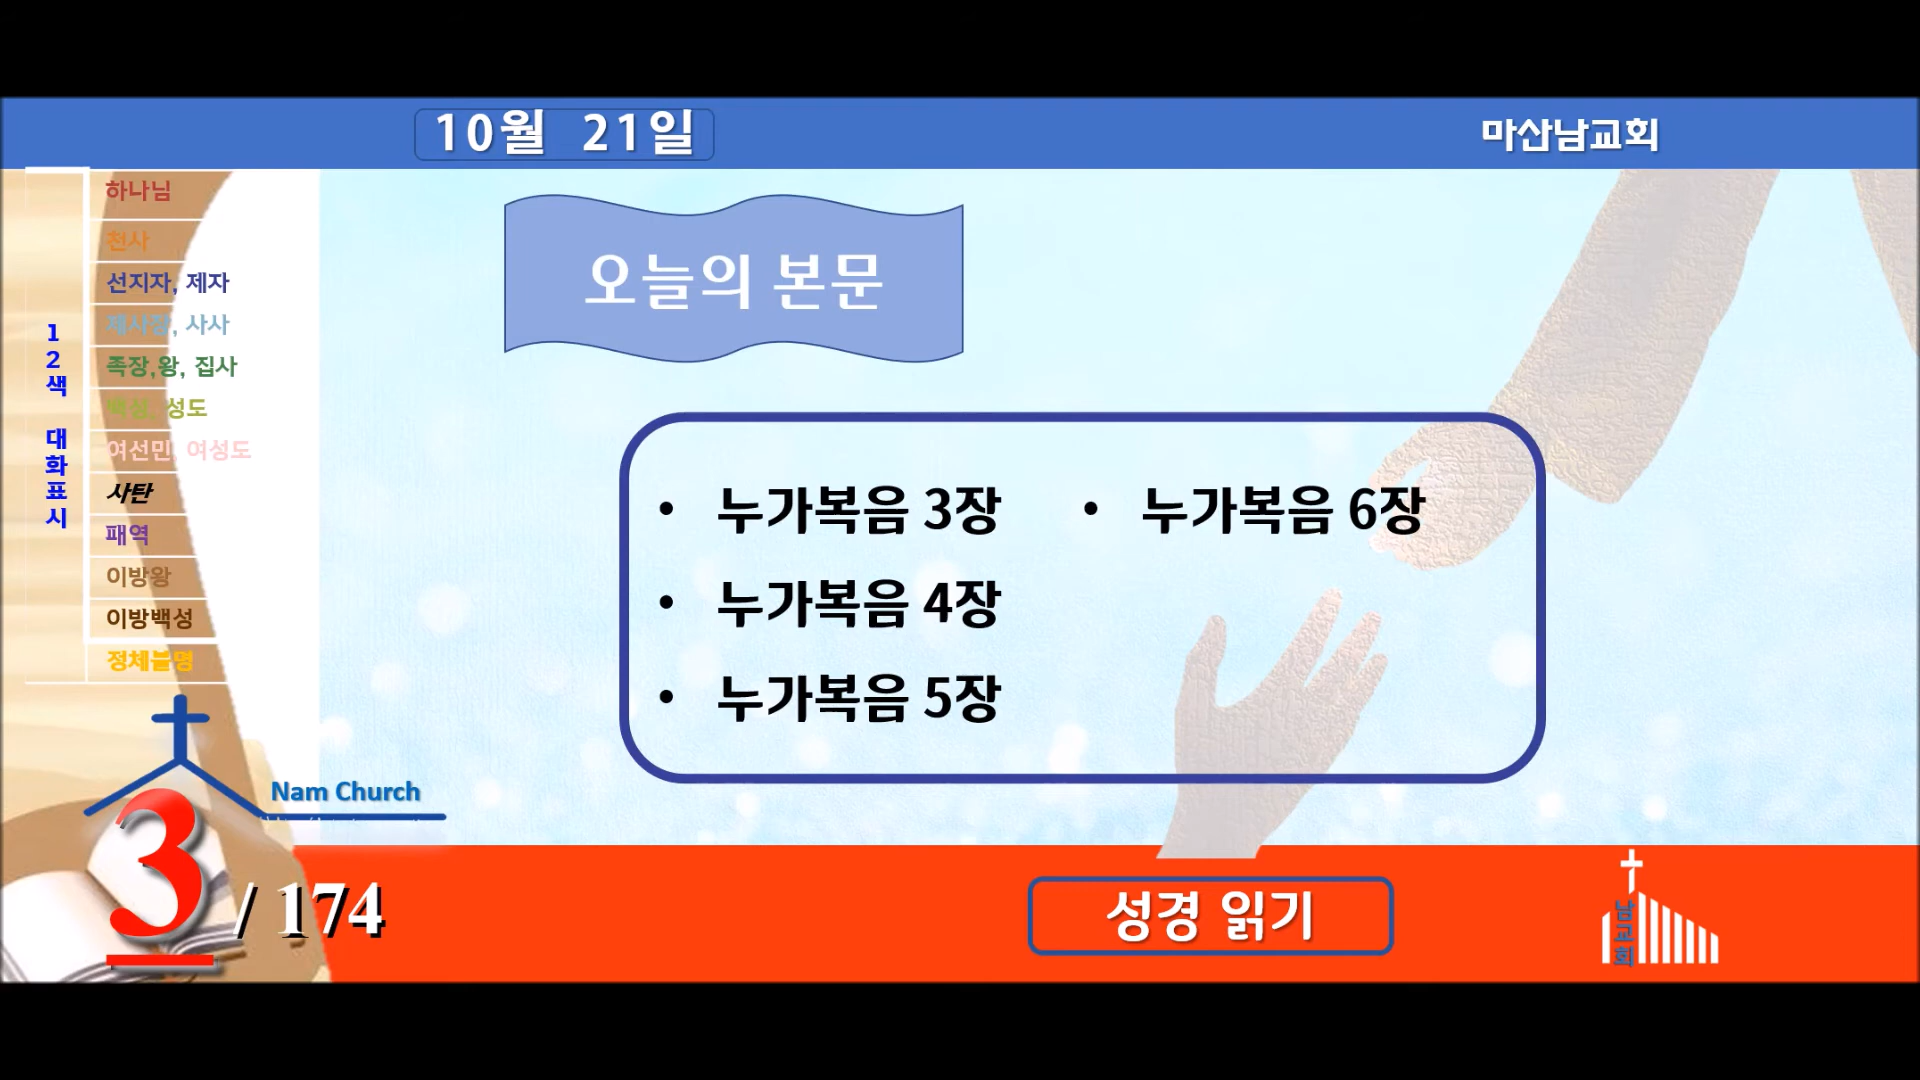 10월 21일
마산남교회
오늘의 본문
12색 대화표시
하나님
천사
선지자, 제자
제사장, 사사
족장,왕, 집사
백성, 성도
여선민, 여성도
사탄
패역
이방왕
이방백성
정체불명
• 누가복음 3장
• 누가복음 4장
• 누가복음 5장
• 누가복음 6장
Nam Church
3 / 174
성경 읽기
남교회